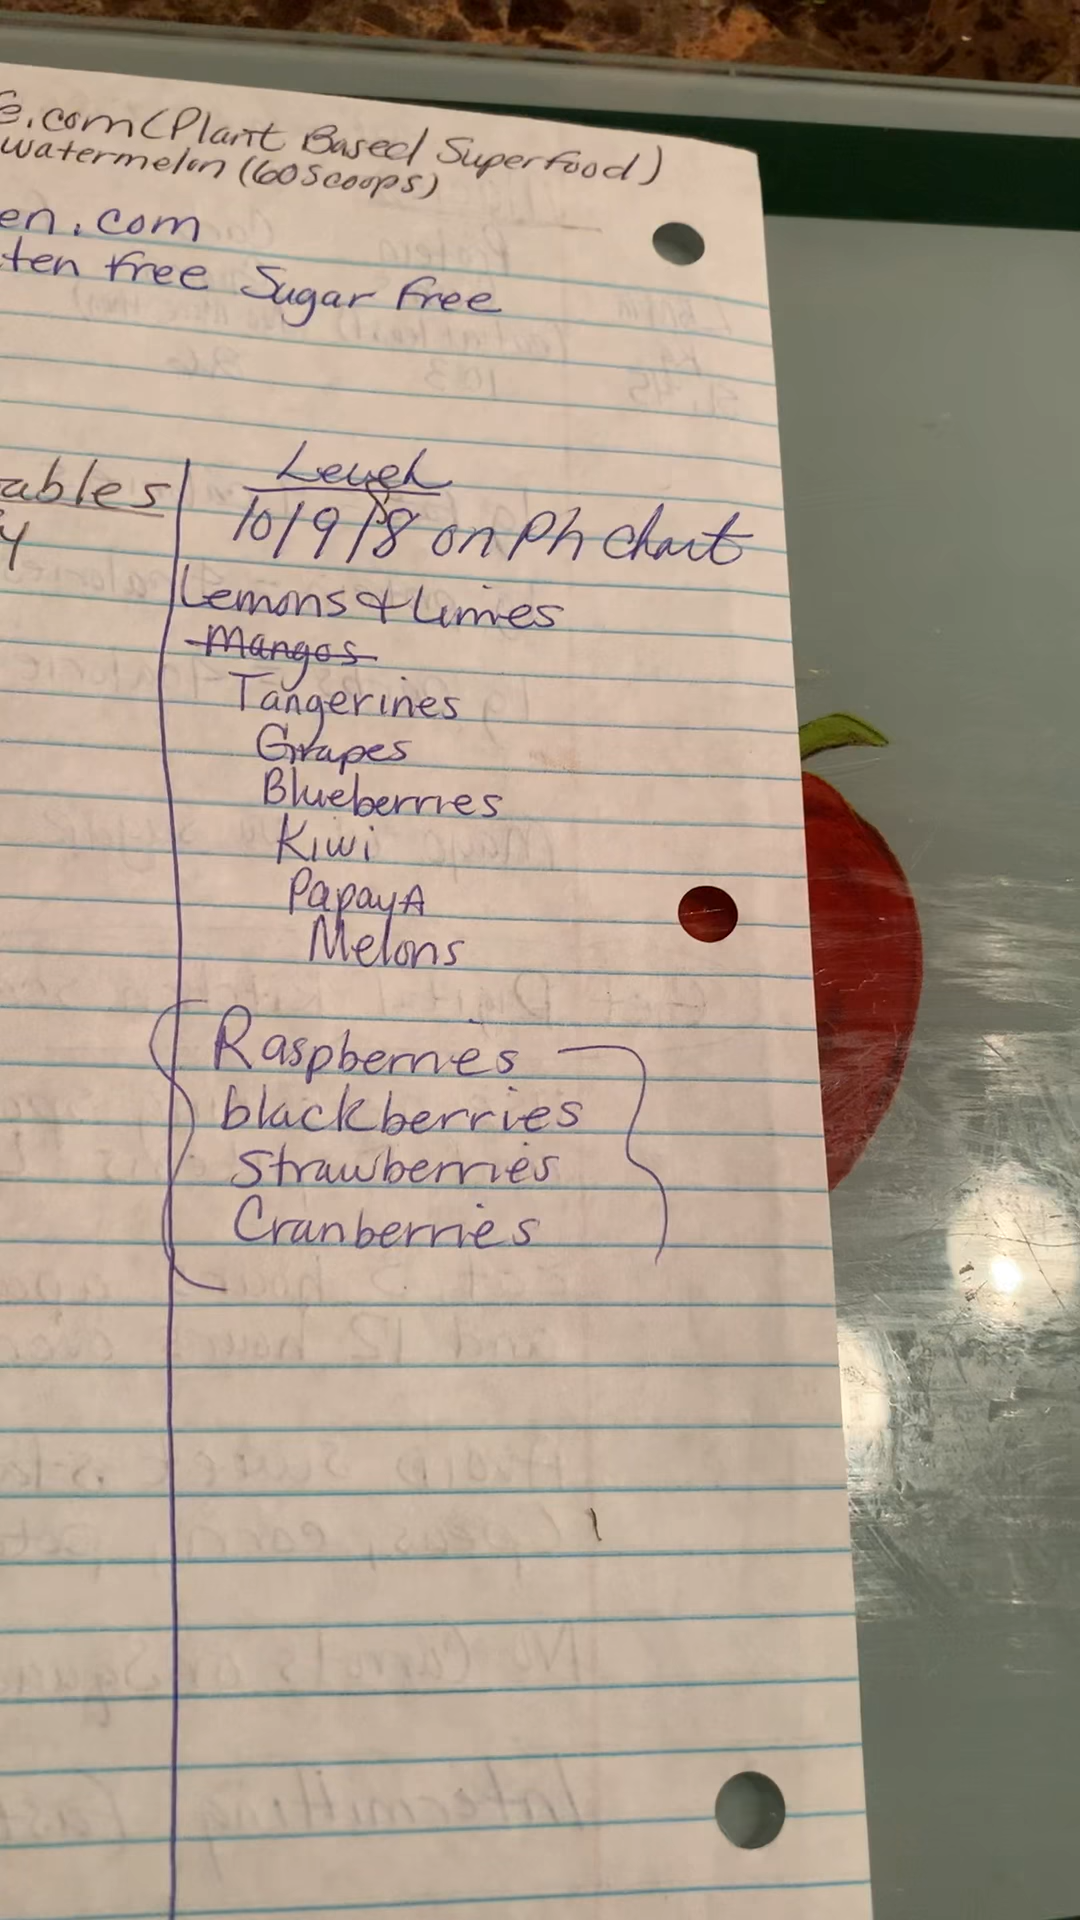 e.com (Plant Based Superfood)
watermelon (60 Scoops)
en.com
ten free Sugar free
ables
y
Level
10/9/8 on Ph chart
Lemons & Limes
Mangos
Tangerines
Grapes
Blueberries
Kiwi
PapayA
Melons
Raspberries
blackberries
Strawberries
Cranberries